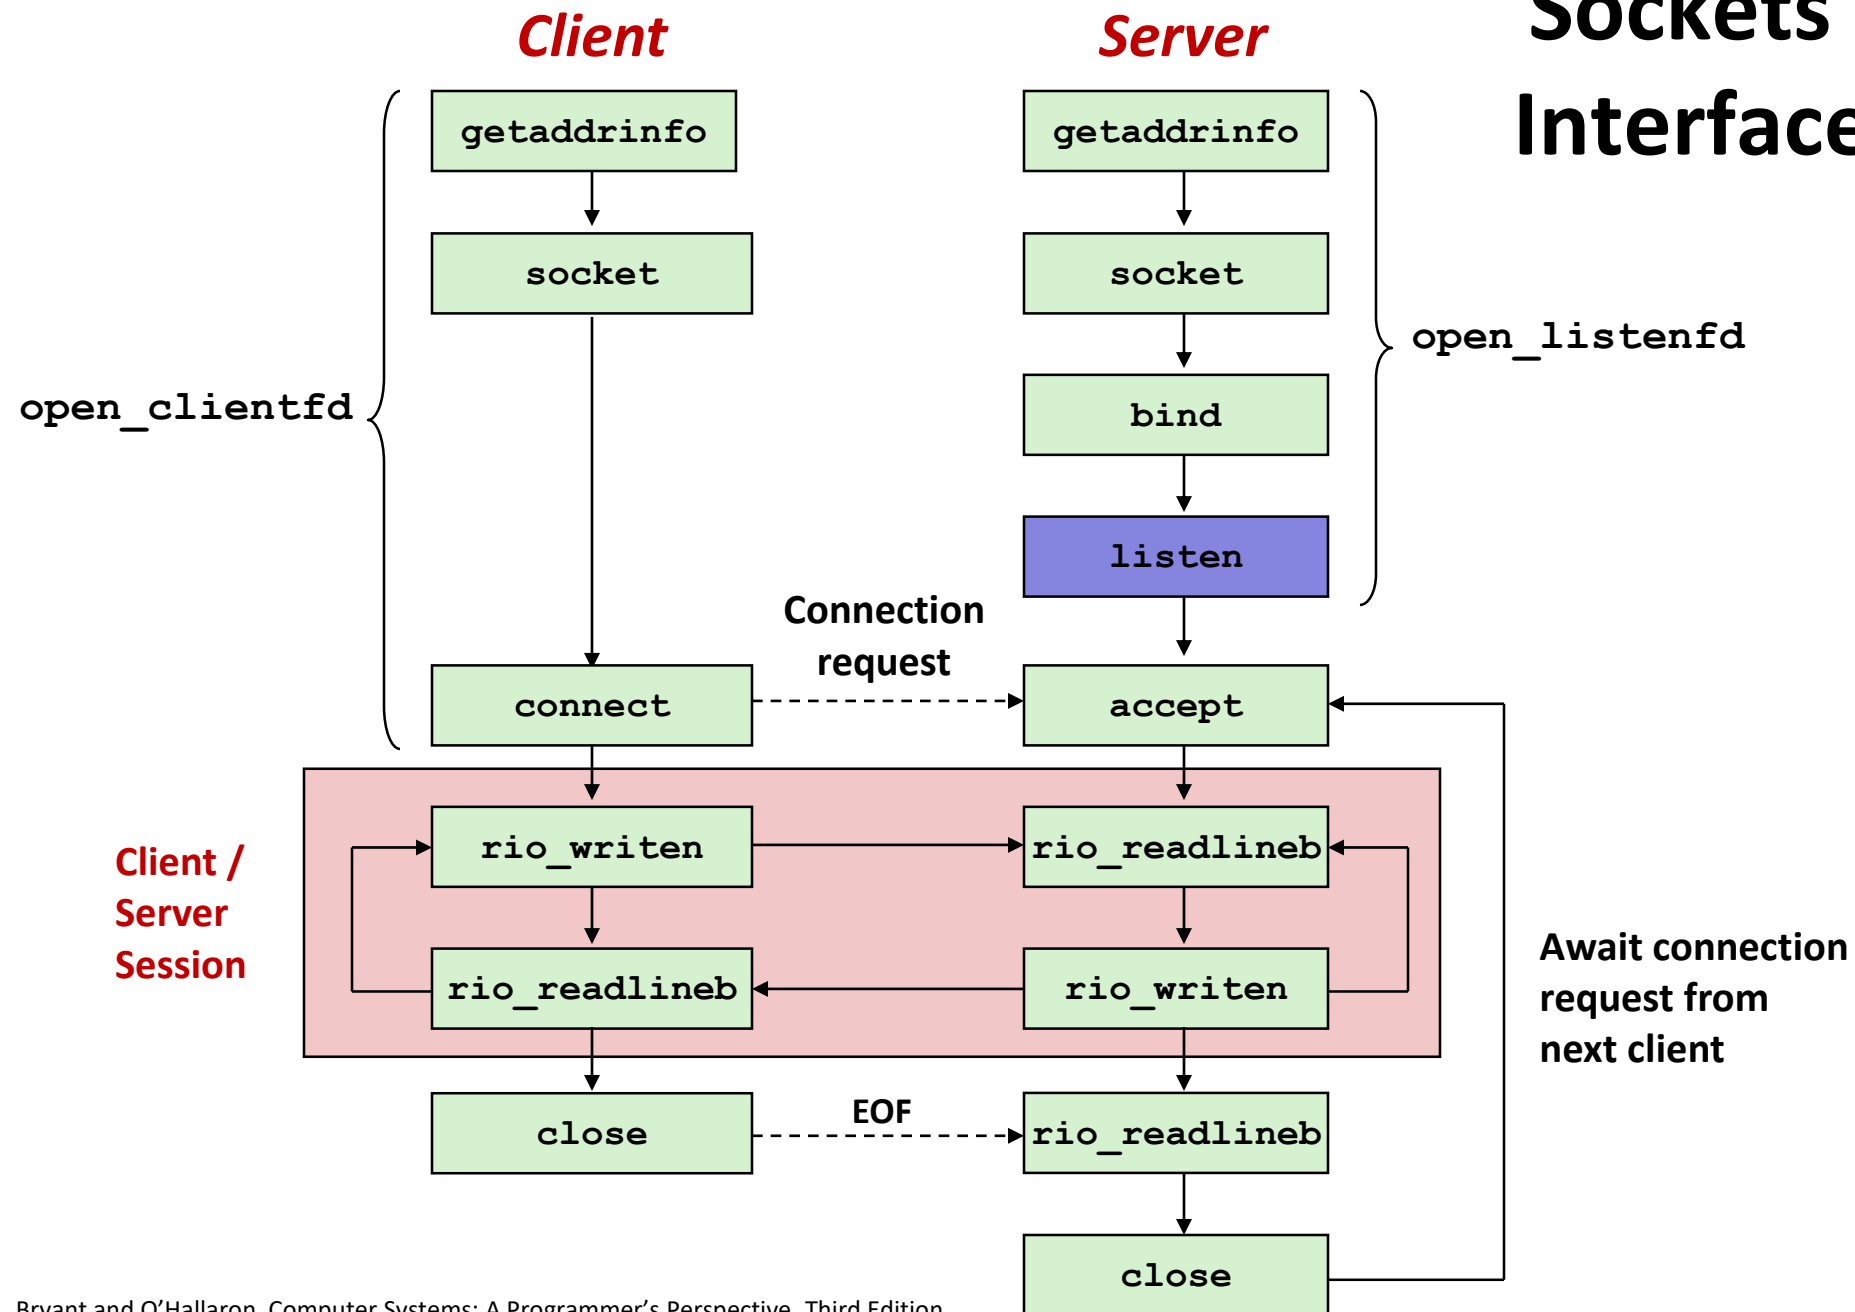 Sockets
Interface
Client
Server
getaddrinfo
getaddrinfo
socket
socket
open_listenfd
open_clientfd
bind
listen
Connection
request
connect
accept
Client /
Server
Session
rio_writen
rio_readlineb
rio_readlineb
rio_writen
Await connection
request from
next client
close
EOF
rio_readlineb
close
Bryant and O'Hallaron, Computer Systems: A Programmer's Perspective, Third Edition